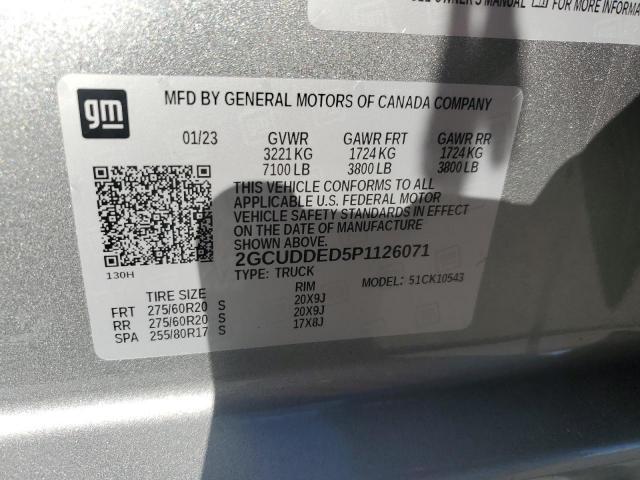 OWNER'S MANUAL
FOR MORE INFORMA
gm
MFD BY GENERAL MOTORS OF CANADA COMPANY
01/23 GVWR GAWR FRT GAWR RR
3221 KG 1724 KG 1724 KG
7100 LB 3800 LB 3800 LB
THIS VEHICLE CONFORMS TO ALL
APPLICABLE U.S. FEDERAL MOTOR
VEHICLE SAFETY STANDARDS IN EFFECT
ON THE DATE OF MANUFACTURE
SHOWN ABOVE.
2GCUDDED5P1126071
130H
TYPE: TRUCK MODEL: 51CK10543
TIRE SIZE RIM
FRT 275/60R20 S 20X9J
RR 275/60R20 S 20X9J
SPA 255/80R17 S 17X8J